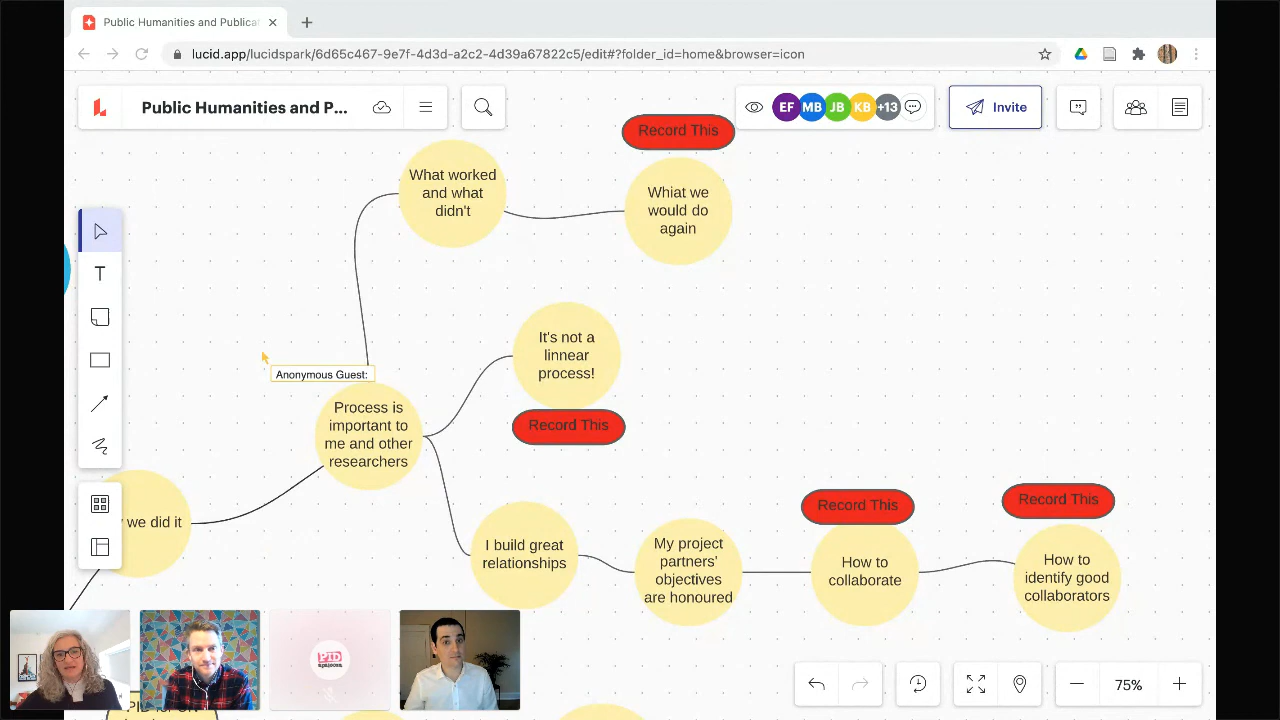 Public Humanities and Publica
lucid.app/lucidspark/6d65c467-9e7f-4d3d-a2c2-4d39a67822c5/edit#?folder_id=home&browser=icon
Public Humanities and P...
EF
MB
JB
KB
+13
Invite
Record This
What worked
and what
didn't
Whiat we
would do
again
T
It's not a
linnear
process!
Anonymous Guest:
Record This
Process is
important to
me and other
researchers
we did it
I build great
relationships
My project
partners'
objectives
are honoured
Record This
How to
collaborate
Record This
How to
identify good
collaborators
PID
75%